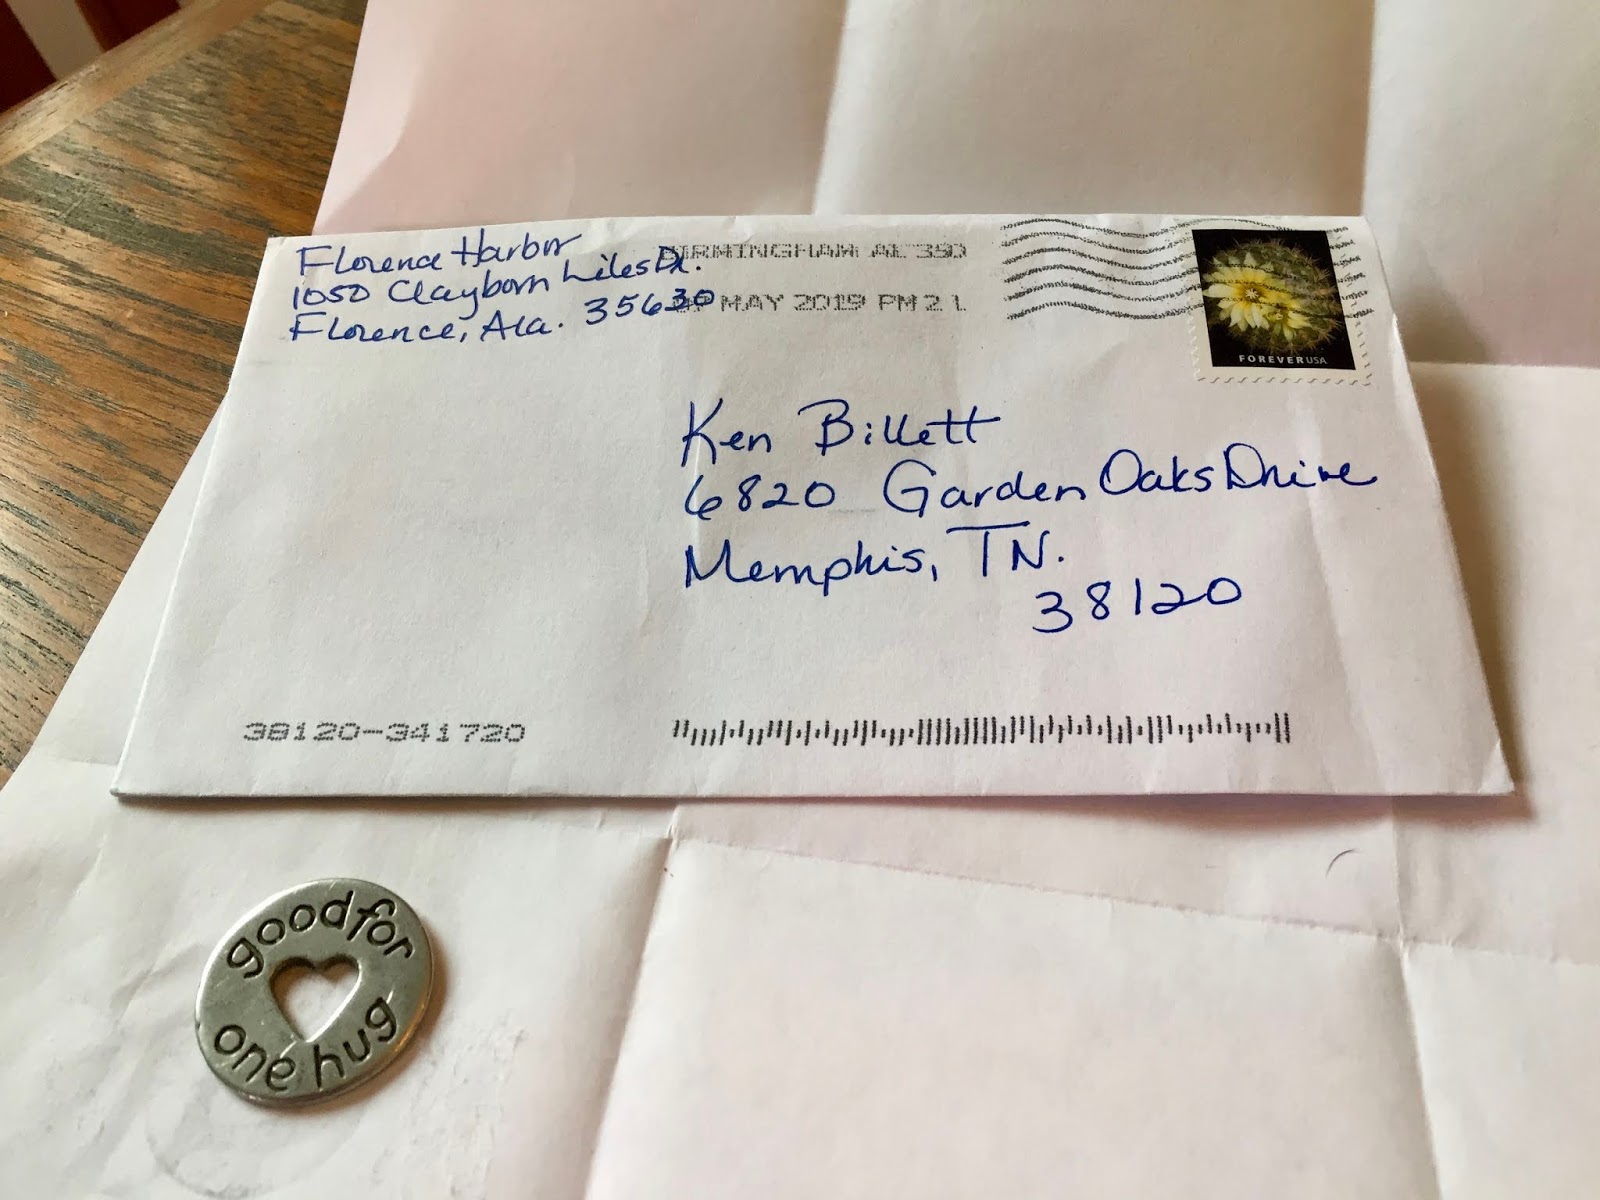 Florence Harbor
1050 Clayborn Liles Dr.
Florence, Ala. 35630
BIRMINGHAM AL 350
MAY 2019 PM 2 L
FOREVER USA
Ken Billett
6820 Garden Oaks Drive
Memphis, TN.
38120
38120-341720
good for
one hug